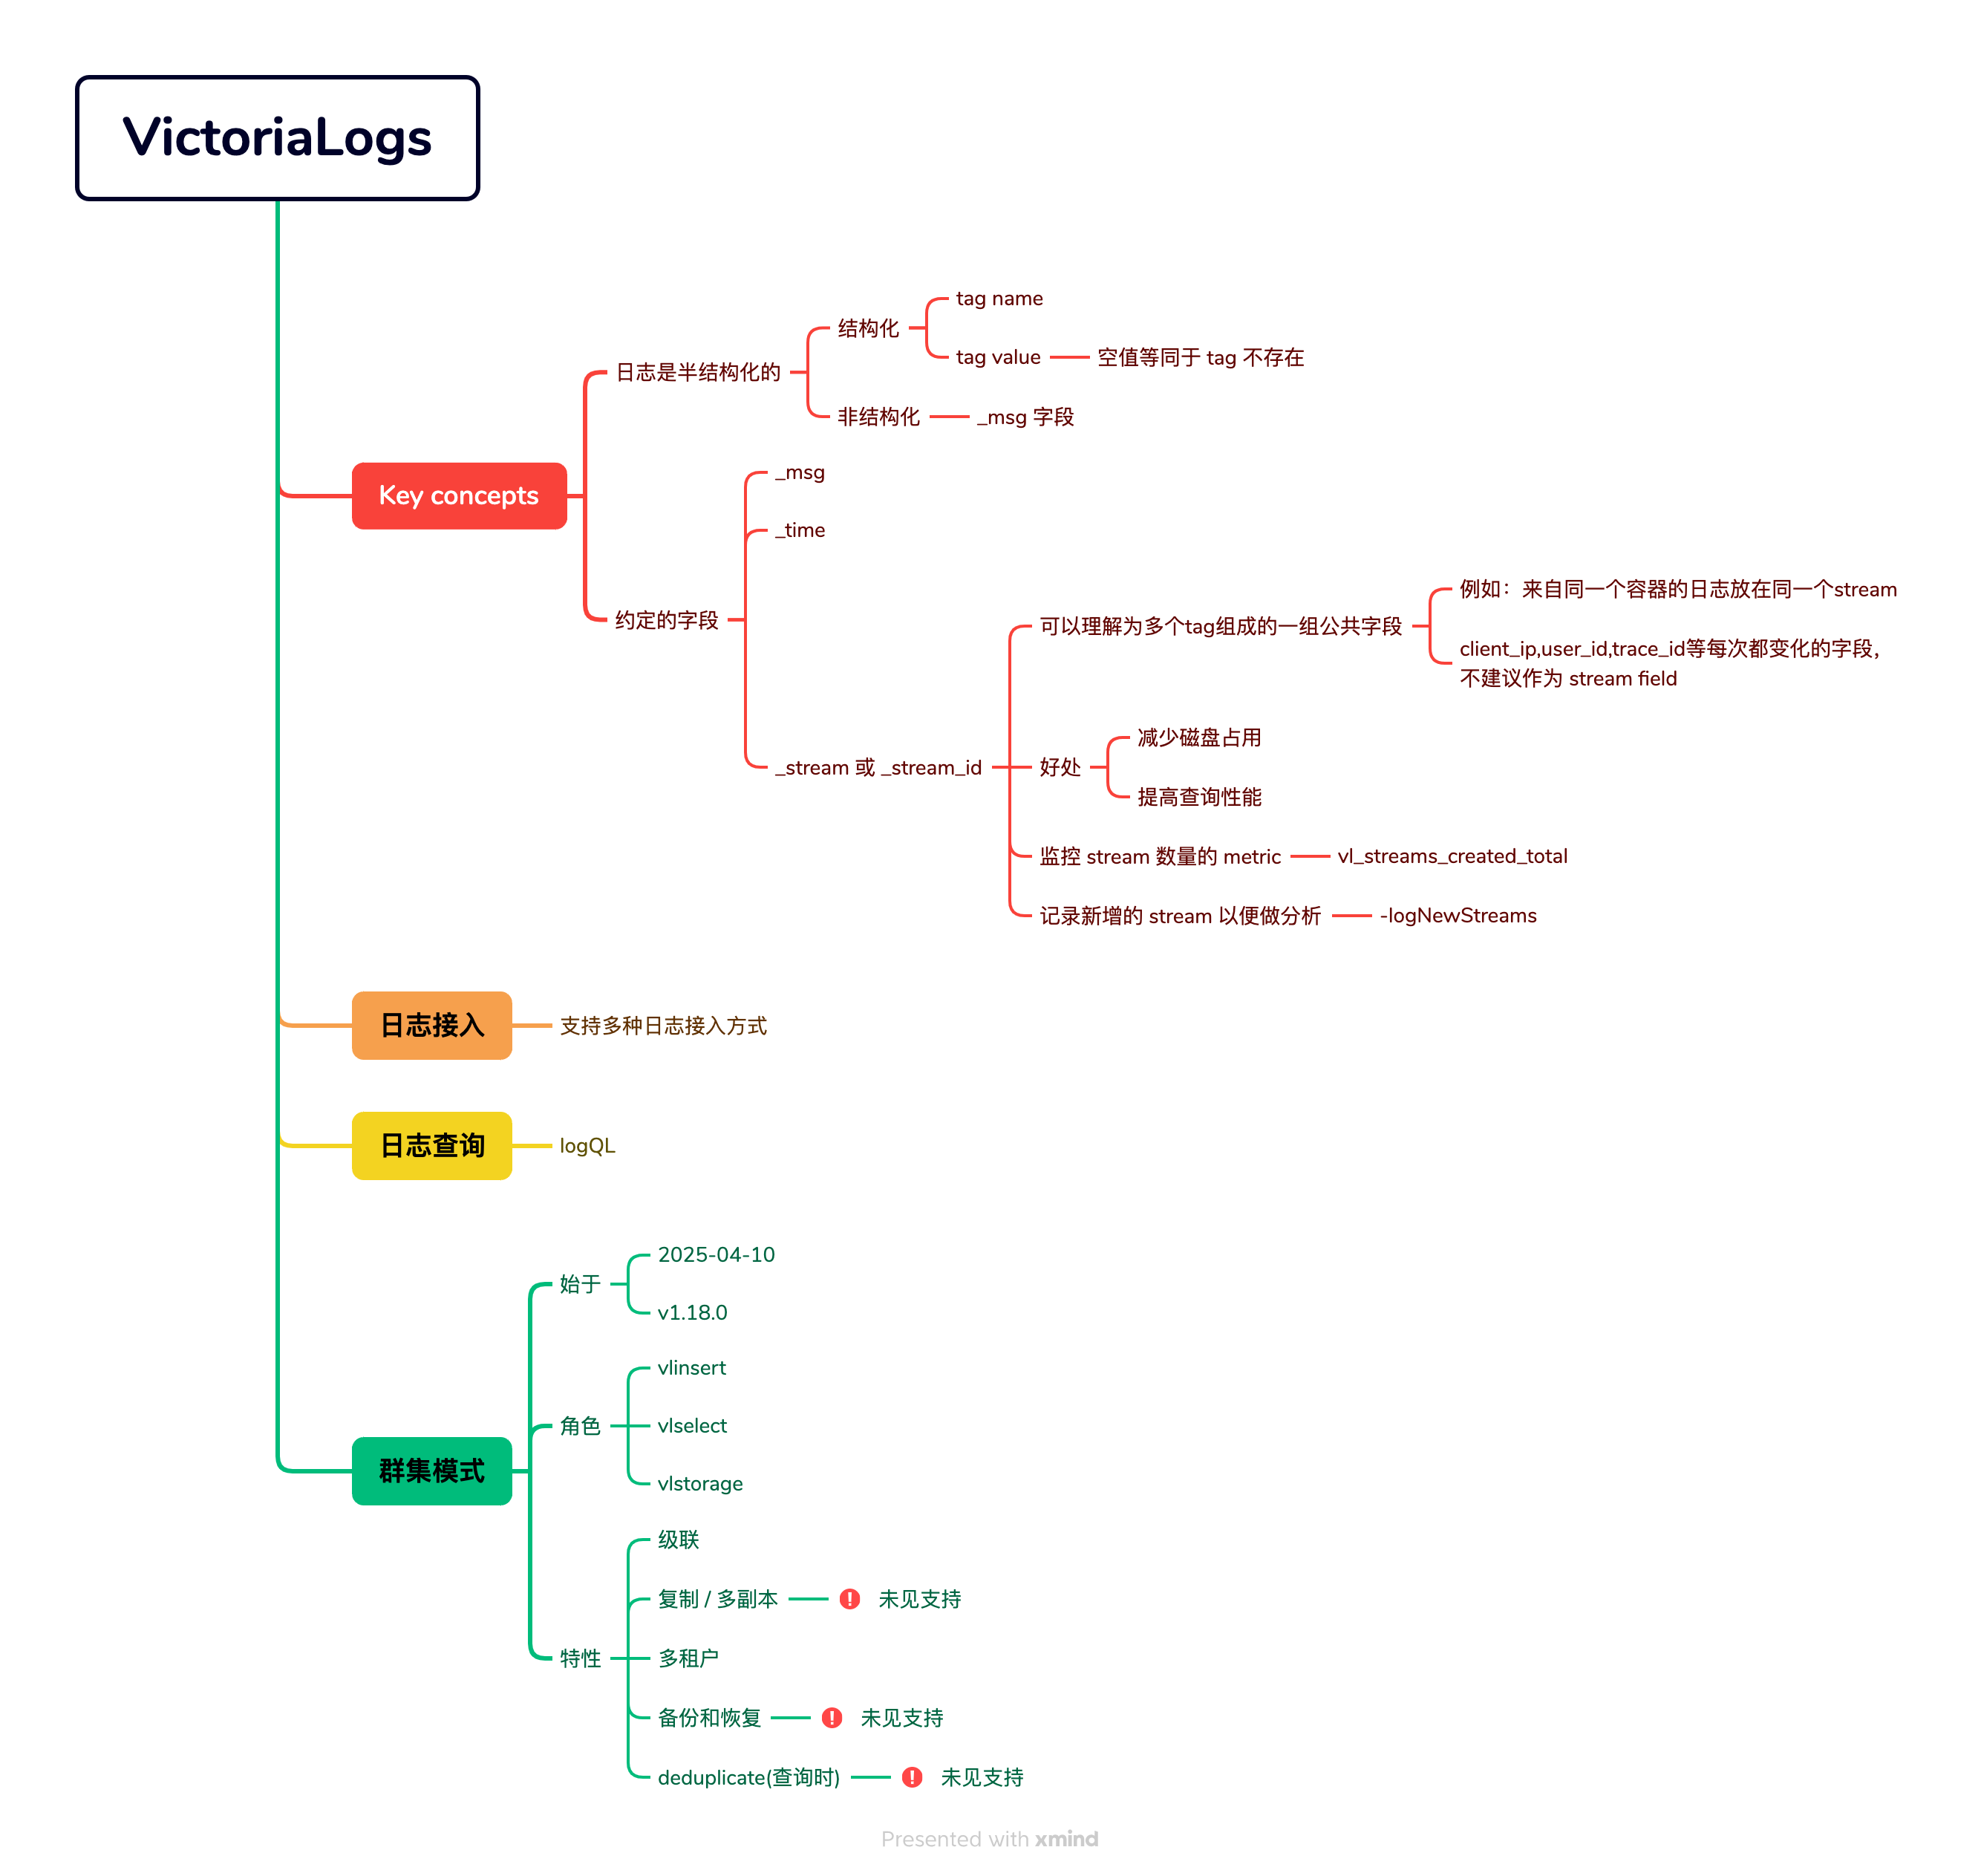 VictoriaLogs
Key concepts
日志是半结构化的
结构化
tag name
tag value
空值等同于 tag 不存在
非结构化
_msg 字段
约定的字段
_msg
_time
_stream 或 _stream_id
可以理解为多个tag组成的一组公共字段
例如：来自同一个容器的日志放在同一个stream
client_ip,user_id,trace_id等每次都变化的字段，
不建议作为 stream field
好处
减少磁盘占用
提高查询性能
监控 stream 数量的 metric
vl_streams_created_total
记录新增的 stream 以便做分析
-logNewStreams
日志接入
支持多种日志接入方式
日志查询
logQL
群集模式
始于
2025-04-10
v1.18.0
角色
vlinsert
vlselect
vlstorage
特性
级联
复制 / 多副本
未见支持
多租户
备份和恢复
未见支持
deduplicate(查询时)
未见支持
Presented with xmind